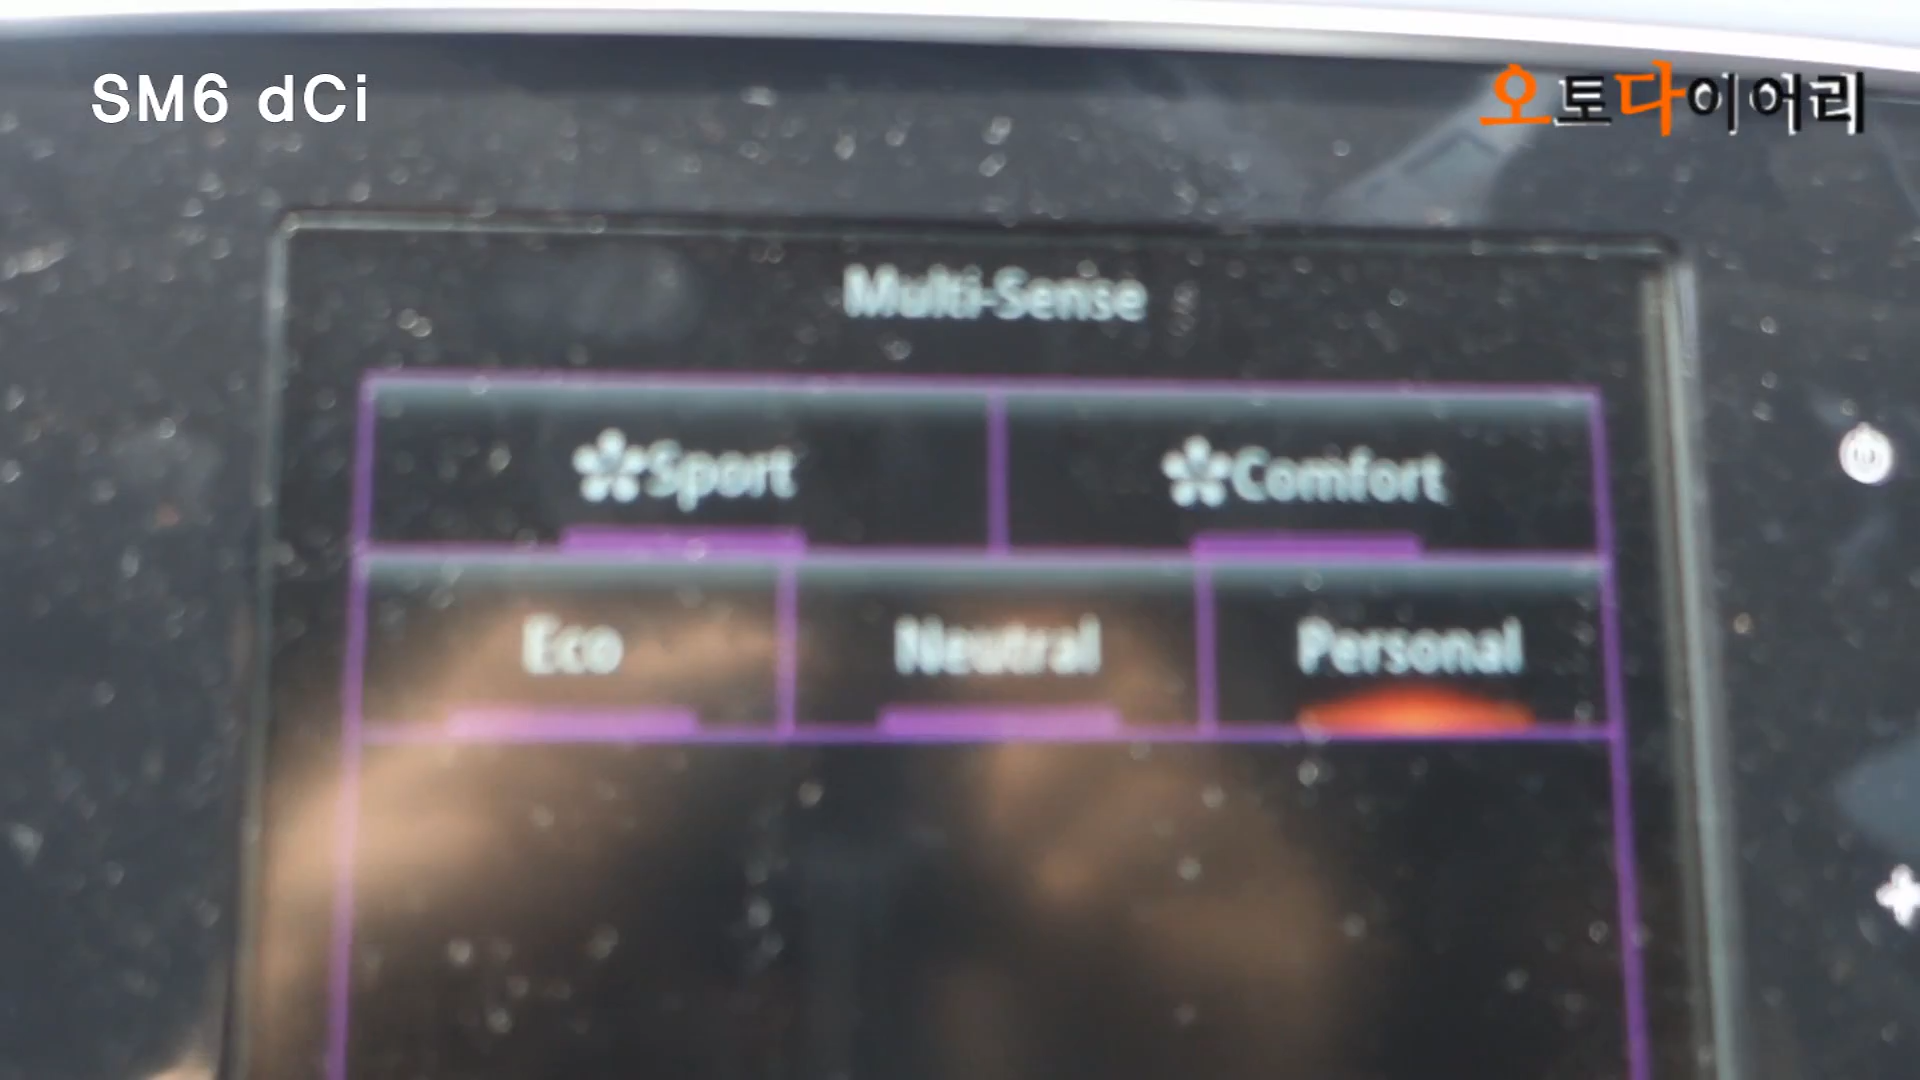 SM6 dCi
오토다이어리
Multi-Sense
Sport
Comfort
Eco
Neutral
Personal